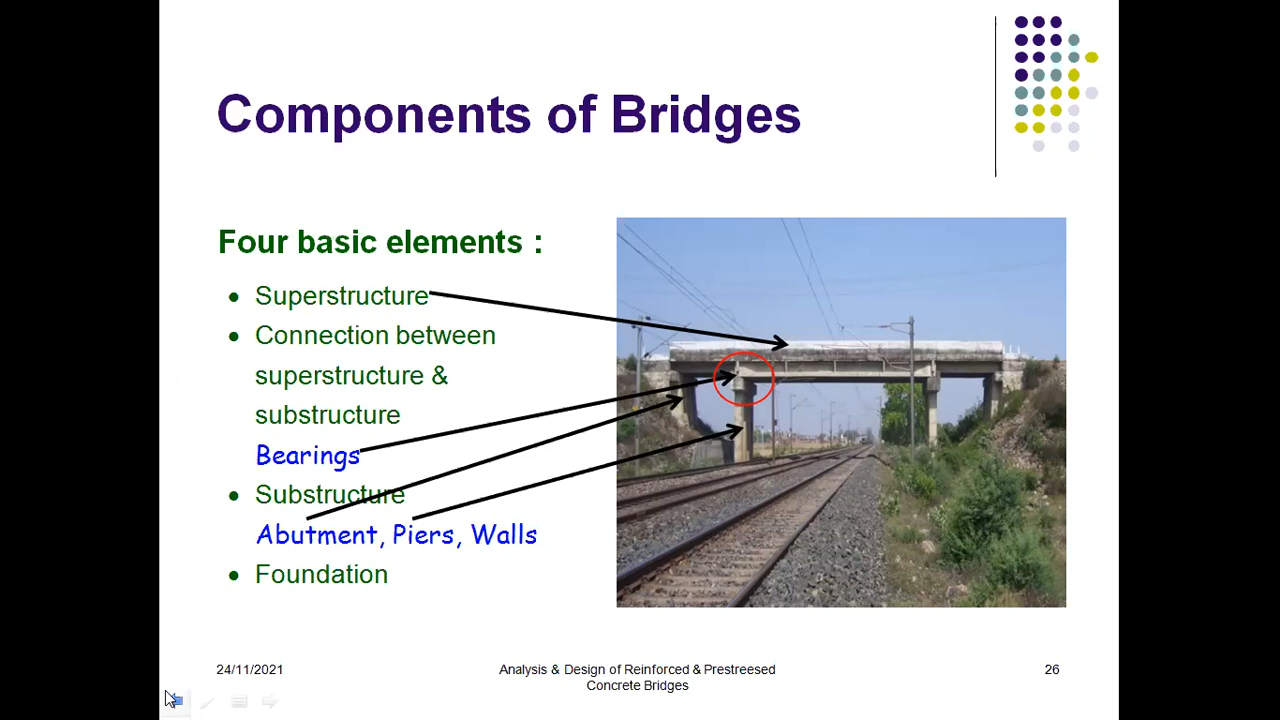 Components of Bridges
Four basic elements :
Superstructure
Connection between
superstructure &
substructure
Bearings
Substructure
Abutment, Piers, Walls
Foundation
24/11/2021
Analysis & Design of Reinforced & Prestreesed
Concrete Bridges
26